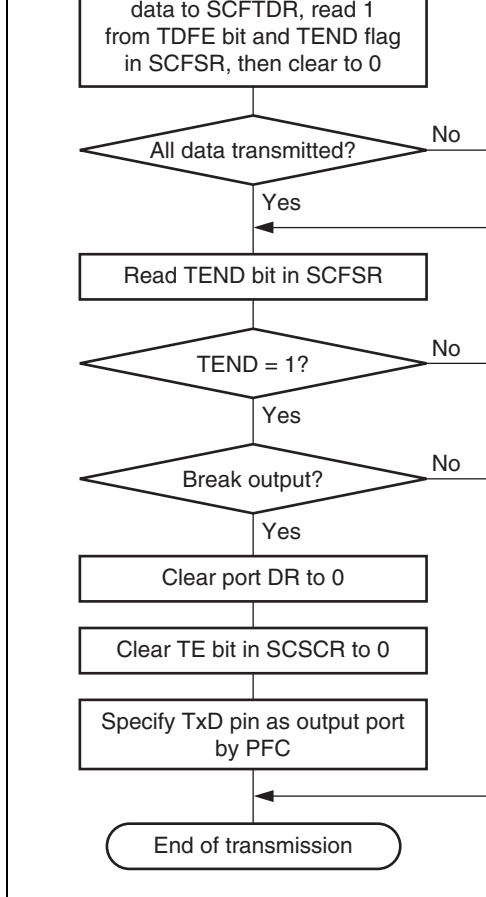 data to SCFTDR, read 1
from TDFE bit and TEND flag
in SCFSR, then clear to 0
No
All data transmitted?
Yes
Read TEND bit in SCFSR
No
TEND = 1?
Yes
No
Break output?
Yes
Clear port DR to 0
Clear TE bit in SCSCR to 0
Specify TxD pin as output port
by PFC
End of transmission